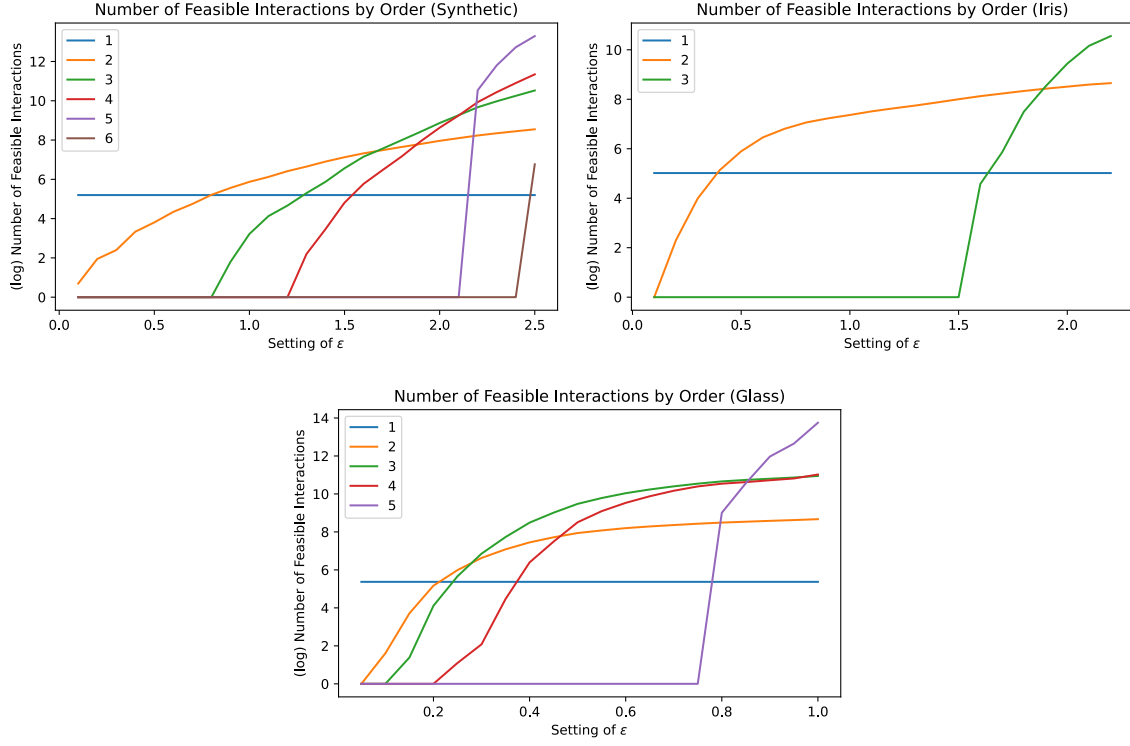 Number of Feasible Interactions by Order (Synthetic)
(log) Number of Feasible Interactions
12
10
8
6
4
2
0
1
2
3
4
5
6
0.0 0.5 1.0 1.5 2.0 2.5
Setting of ε
Number of Feasible Interactions by Order (Iris)
(log) Number of Feasible Interactions
10
8
6
4
2
0
1
2
3
0.0 0.5 1.0 1.5 2.0
Setting of ε
Number of Feasible Interactions by Order (Glass)
(log) Number of Feasible Interactions
14
12
10
8
6
4
2
0
1
2
3
4
5
0.2 0.4 0.6 0.8 1.0
Setting of ε